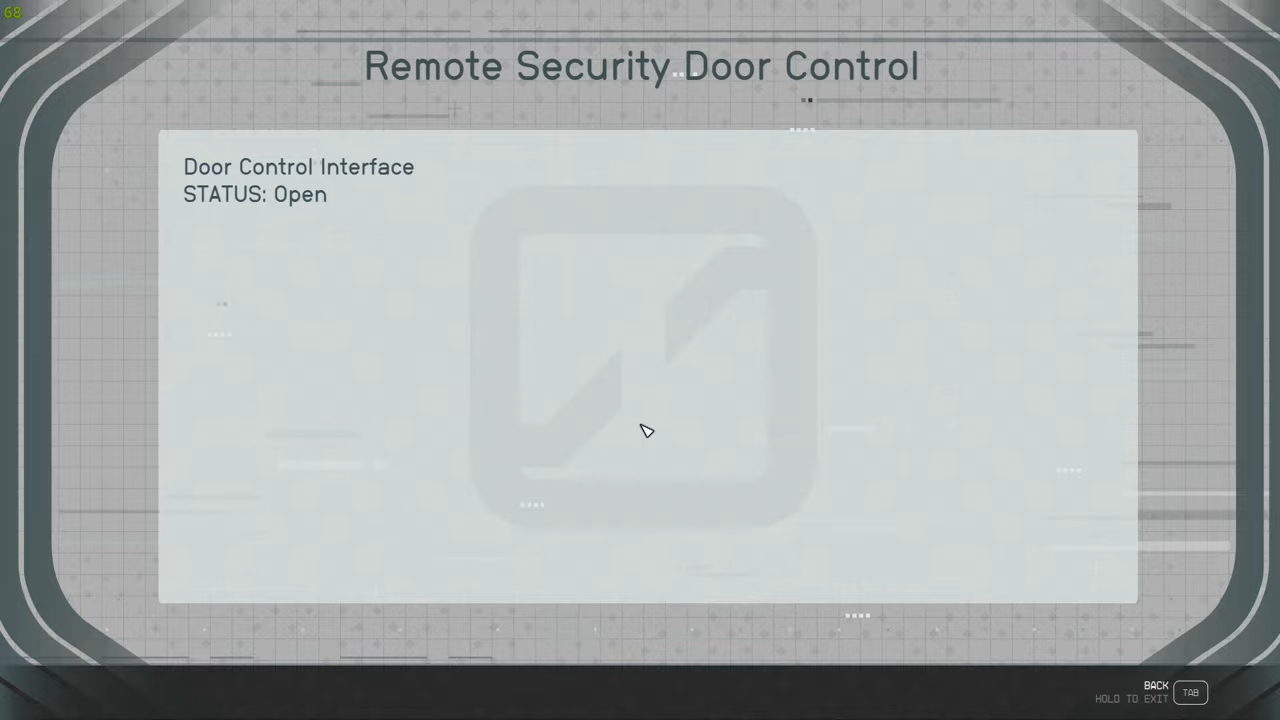 68
Remote Security Door Control
Door Control Interface
STATUS: Open
BACK
HOLD TO EXIT
TAB